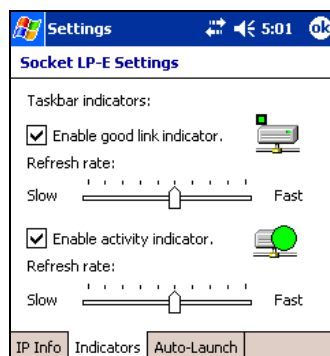 Settings 5:01 ok
Socket LP-E Settings
Taskbar indicators:
Enable good link indicator.
Refresh rate:
Slow Fast
Enable activity indicator.
Refresh rate:
Slow Fast
IP Info Indicators Auto-Launch